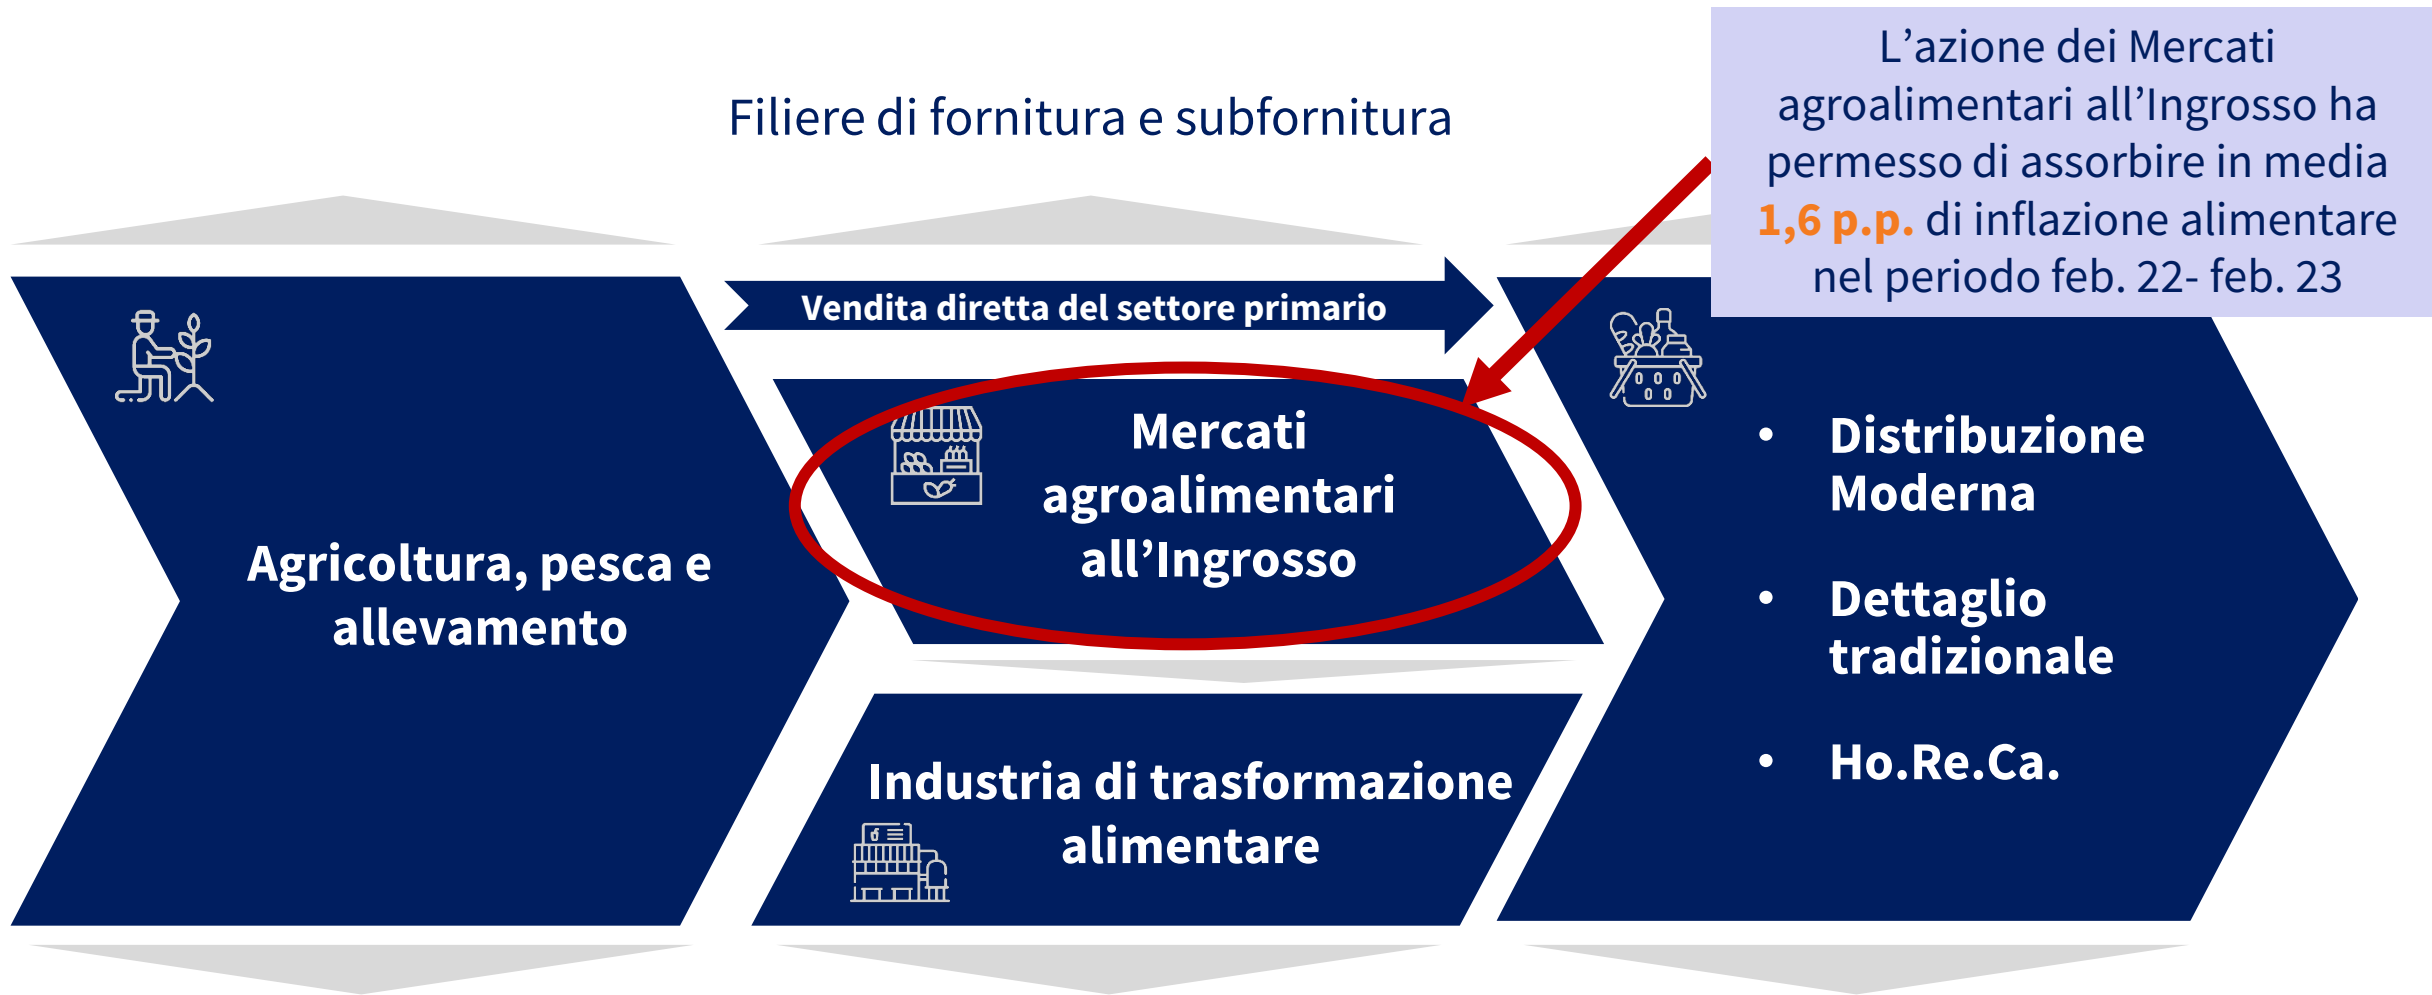 L’azione dei Mercati
agroalimentari all’Ingrosso ha
permesso di assorbire in media
1,6 p.p. di inflazione alimentare
nel periodo feb. 22- feb. 23
Filiere di fornitura e subfornitura
Vendita diretta del settore primario
Agricoltura, pesca e
allevamento
Mercati
agroalimentari
all’Ingrosso
Industria di trasformazione
alimentare
• Distribuzione
Moderna
• Dettaglio
tradizionale
• Ho.Re.Ca.